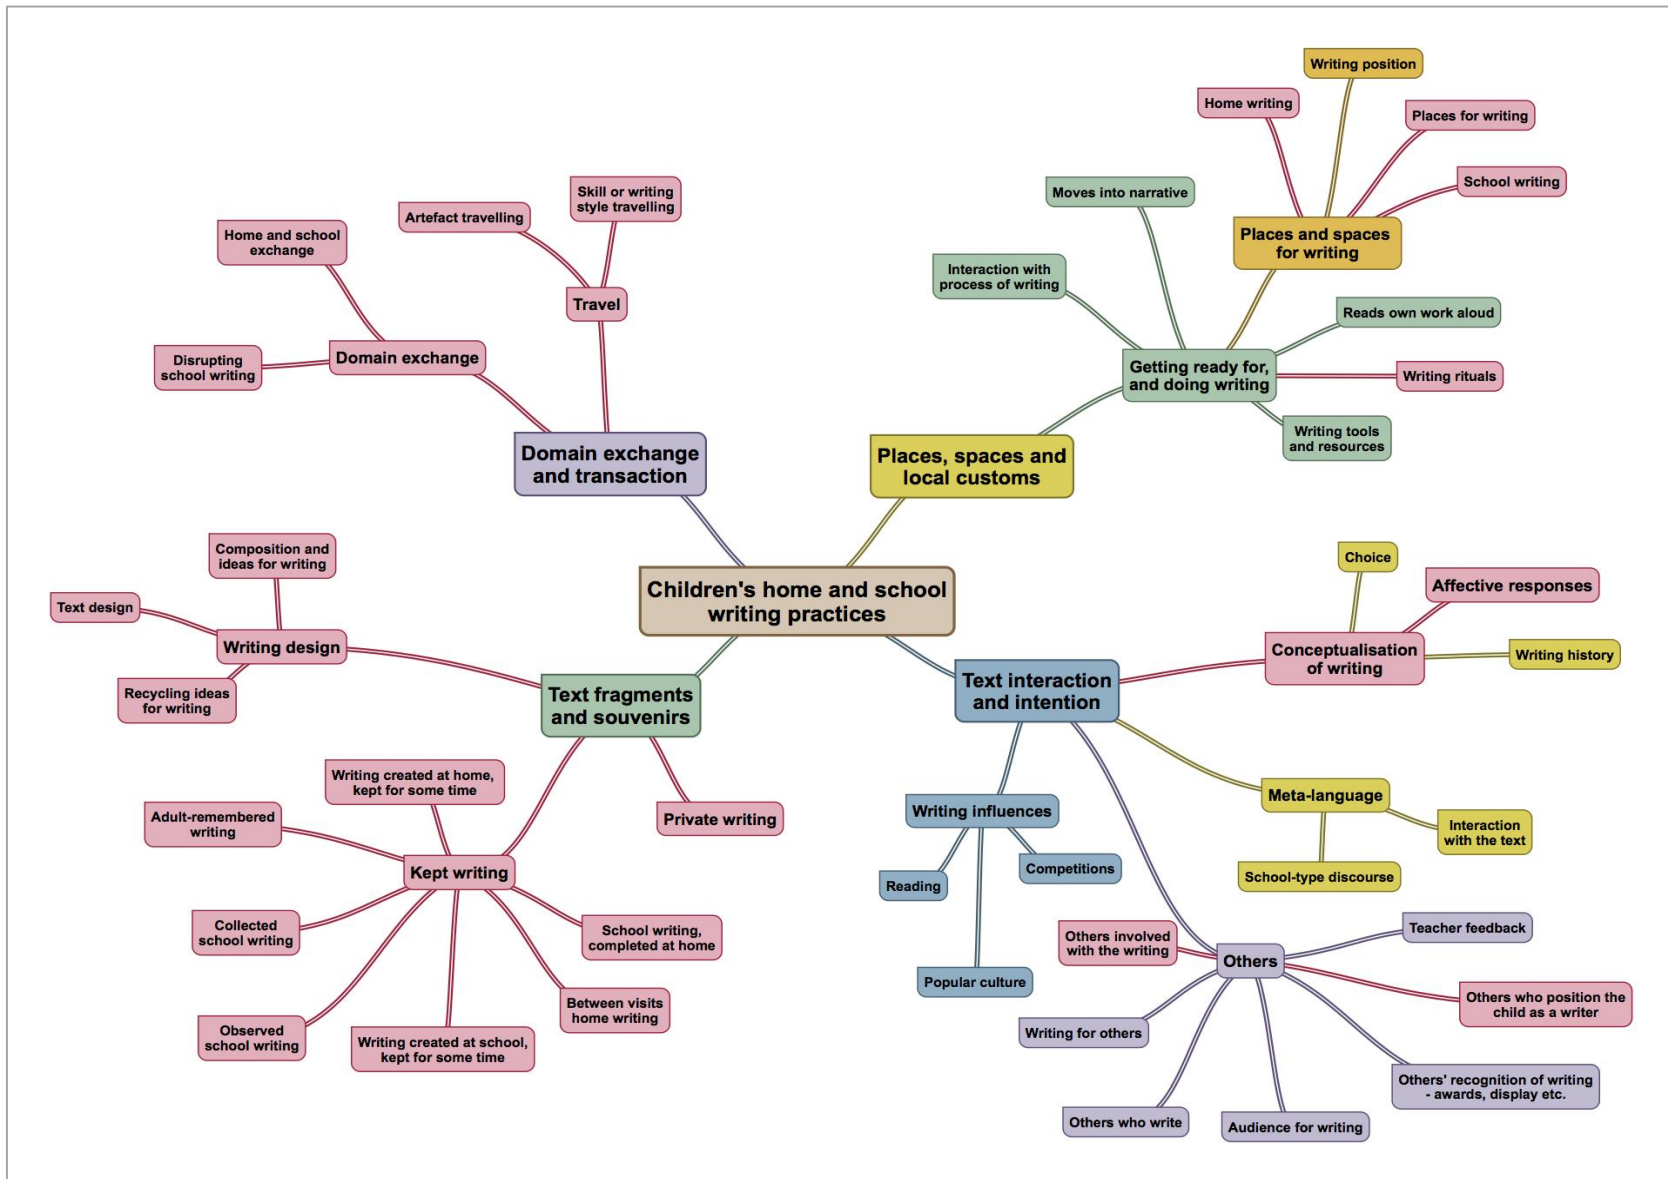 Writing position
Home writing
Places for writing
School writing
Places and spaces
for writing
Moves into narrative
Interaction with
process of writing
Reads own work aloud
Getting ready for,
and doing writing
Writing rituals
Writing tools
and resources
Places, spaces and
local customs
Skill or writing
style travelling
Artefact travelling
Home and school
exchange
Travel
Domain exchange
Disrupting
school writing
Domain exchange
and transaction
Children's home and school
writing practices
Composition and
ideas for writing
Text design
Writing design
Recycling ideas
for writing
Text fragments
and souvenirs
Writing created at home,
kept for some time
Adult-remembered
writing
Private writing
Kept writing
Collected
school writing
School writing,
completed at home
Observed
school writing
Between visits
home writing
Writing created at school,
kept for some time
Text interaction
and intention
Choice
Affective responses
Conceptualisation
of writing
Writing history
Meta-language
Interaction
with the text
School-type discourse
Writing influences
Reading
Competitions
Popular culture
Others involved
with the writing
Others
Teacher feedback
Others who position the
child as a writer
Writing for others
Others' recognition of writing
- awards, display etc.
Others who write
Audience for writing